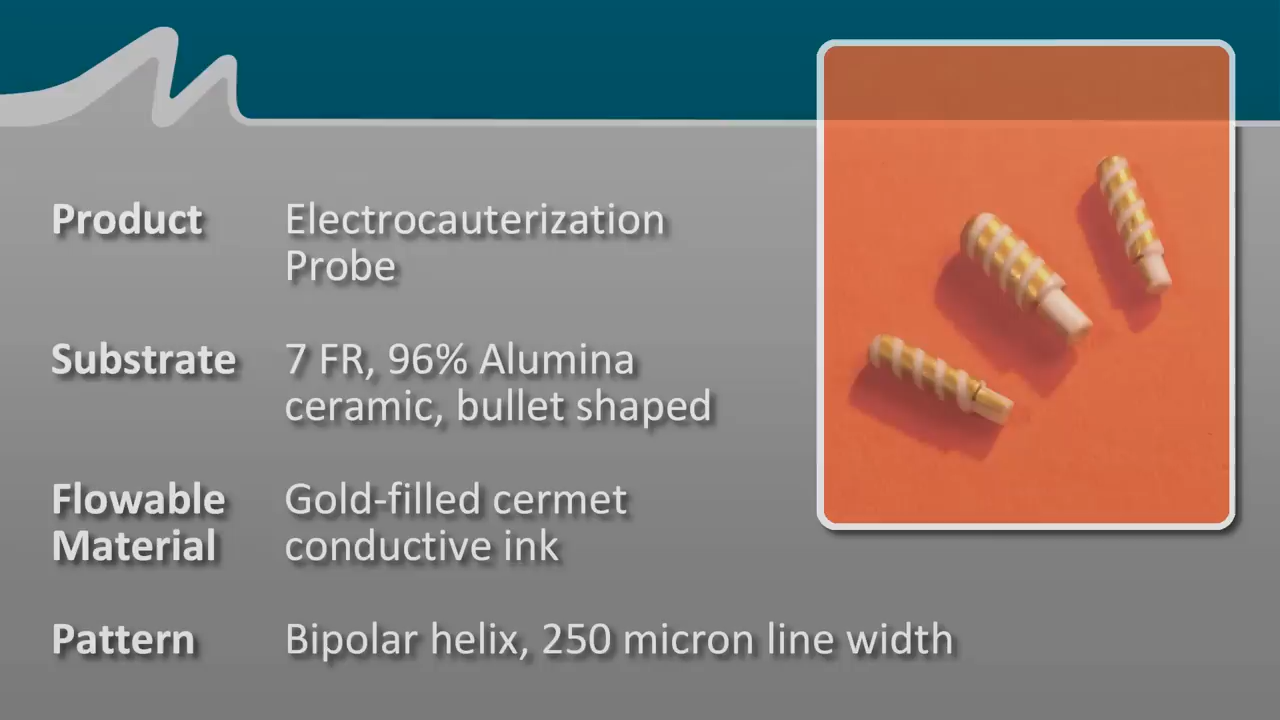 Product Electrocauterization
Probe
Substrate 7 FR, 96% Alumina
ceramic, bullet shaped
Flowable Gold-filled cermet
Material conductive ink
Pattern Bipolar helix, 250 micron line width